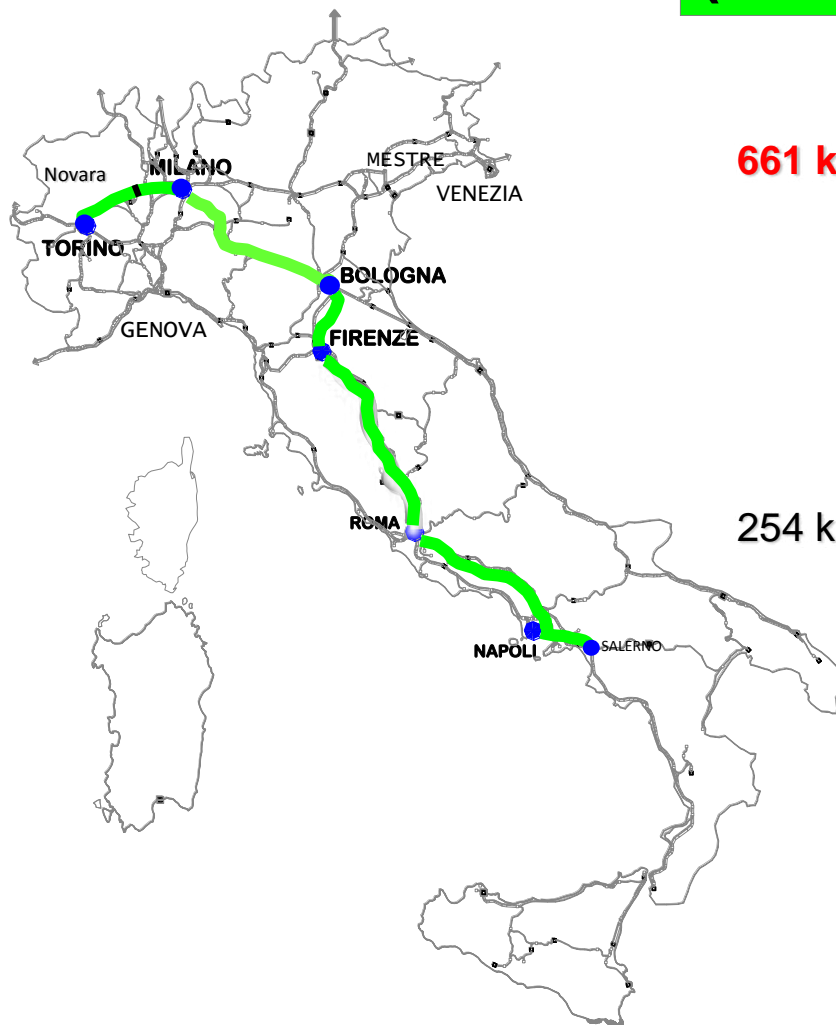 661 k
MILANO
MESTRE
Novara
VENEZIA
TORINO
BOLOGNA
GENOVA
FIRENZE
ROMA
254 k
SALERNO
NAPOLI